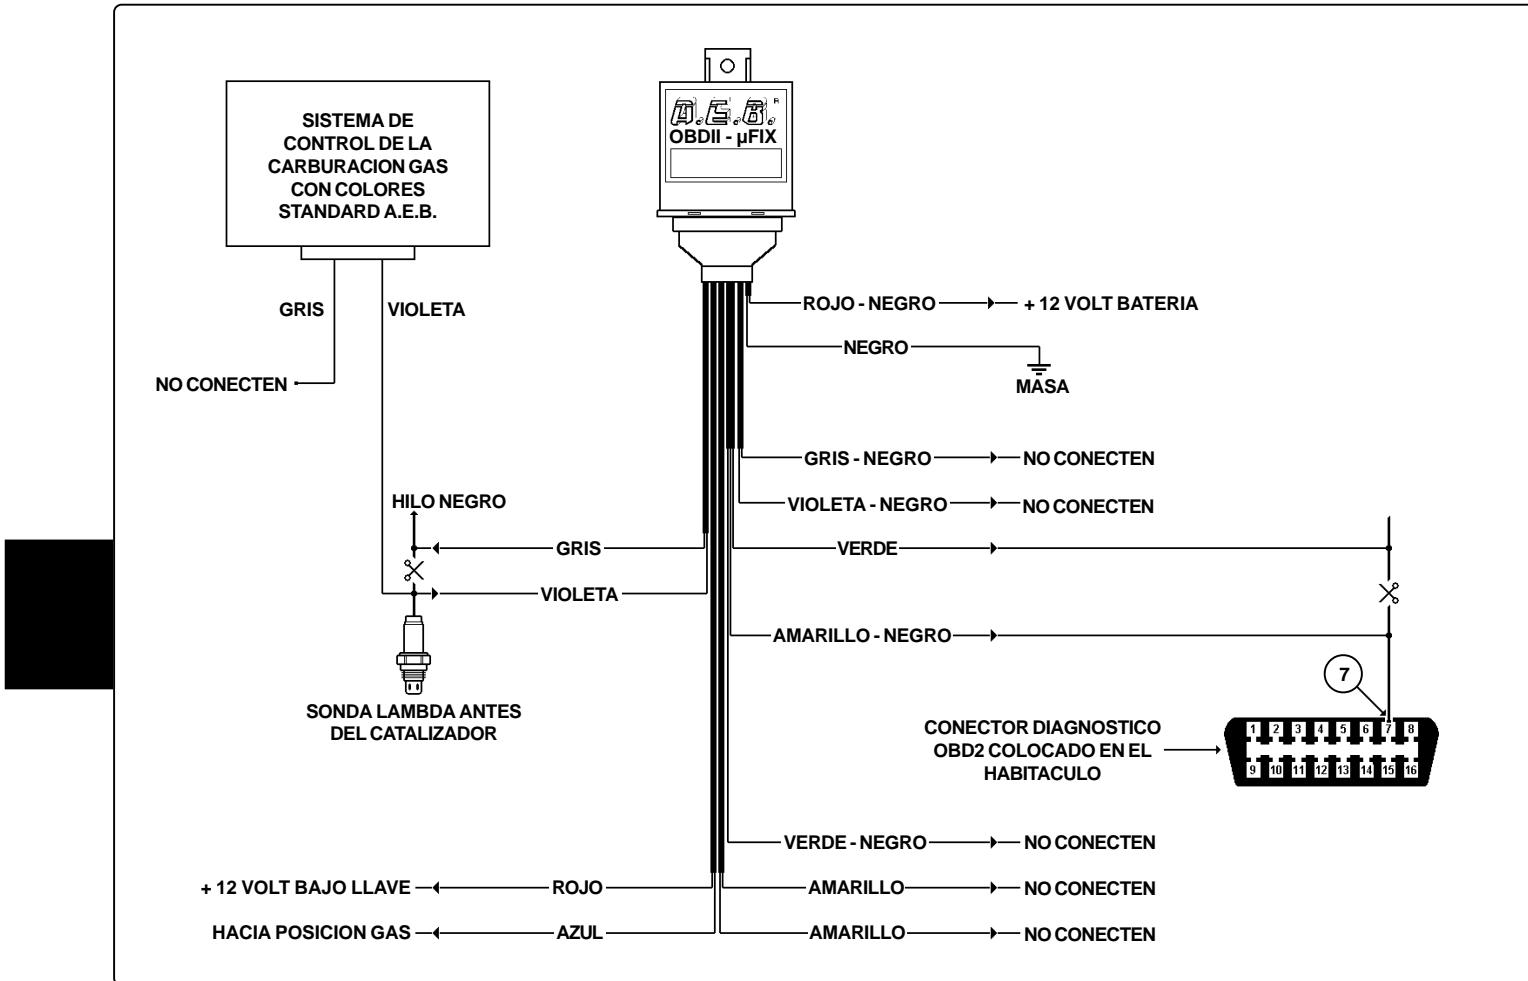 SISTEMA DE
CONTROL DE LA
CARBURACION GAS
CON COLORES
STANDARD A.E.B.
A.E.B. R
OBDII - µFIX
GRIS
VIOLETA
NO CONECTEN
ROJO - NEGRO
+ 12 VOLT BATERIA
NEGRO
MASA
GRIS - NEGRO
NO CONECTEN
VIOLETA - NEGRO
NO CONECTEN
HILO NEGRO
GRIS
VERDE
VIOLETA
AMARILLO - NEGRO
7
SONDA LAMBDA ANTES
DEL CATALIZADOR
CONECTOR DIAGNOSTICO
OBD2 COLOCADO EN EL
HABITACULO
1 2 3 4 5 6 7 8
9 10 11 12 13 14 15 16
VERDE - NEGRO
NO CONECTEN
+ 12 VOLT BAJO LLAVE
ROJO
AMARILLO
NO CONECTEN
HACIA POSICION GAS
AZUL
AMARILLO
NO CONECTEN